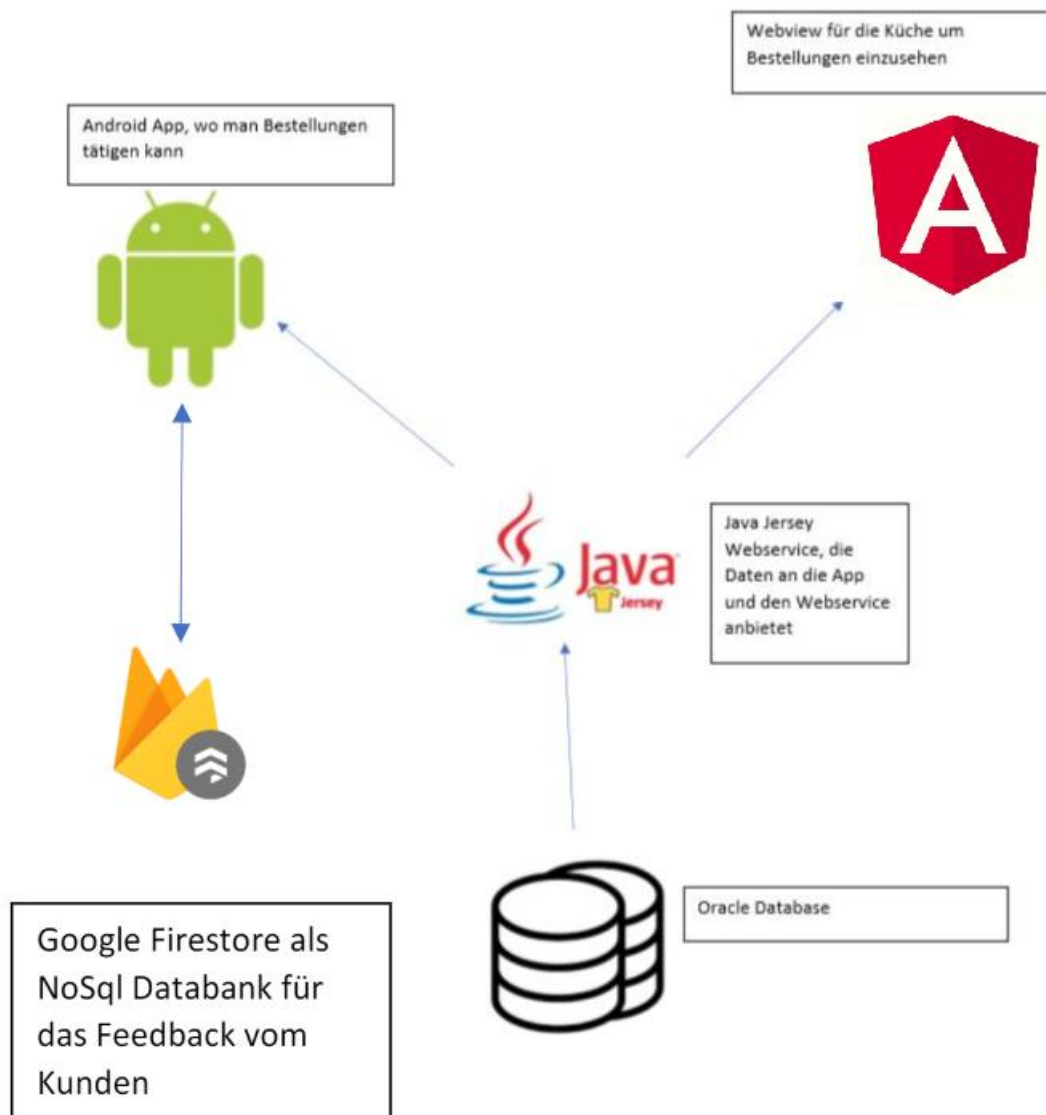 Webview für die Küche um
Bestellungen einzusehen
Android App, wo man Bestellungen
tätigen kann
A
Java
Jersey
Java Jersey
Webservice, die
Daten an die App
und den Webservice
anbietet
Oracle Database
Google Firestore als
NoSql Databank für
das Feedback vom
Kunden